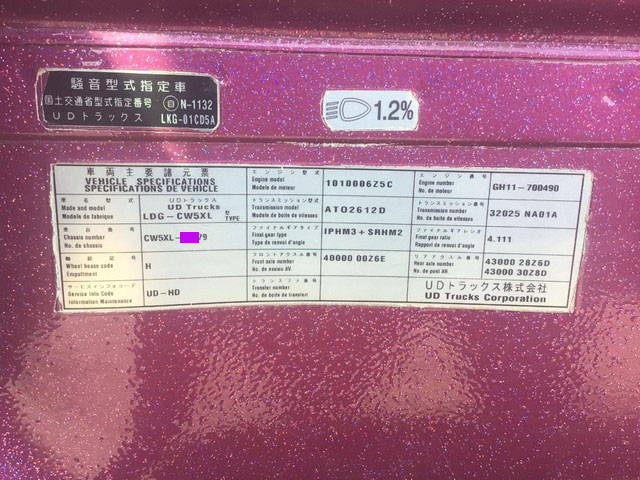 騒音型式指定車
国土交通省型式指定番号 自 N-1132
UDトラックス LKG-01CD5A
1.2%
車両主要諸元票
VEHICLE SPECIFICATIONS
SPECIFICATIONS DE VEHICLE
車名型式 UDトラックス
Made and model UD Trucks
Modèle de fabrique LDG-CW5XL 型 TYPE
車台番号
Chassis number CW5XL-
79
No. de chassis
軸距記号
Wheel base code H
Empattement
サービスインフォコード
Service Info Code UD-HD
Information Maintenance
エンジン型式
Engine model 1010006Z5C
Modele de moteur
トランスミッション型式
Transmission model ATO2612D
Modele de boite de vitesses
ファイナルギアタイプ
Final gear type IPHM3+SRHM2
Type de renvoi d'angle
フロントアクスル番号 40000 00Z6E
Front axle number
No. de essieu AV.
トランスファ番号
Transfer number
No. de boite de transfert
エンジン番号
Engine number GH11-700490
No. de moteur
トランスミッション番号
Transmission number 32025 NA01A
No. de boite de vitesses
ファイナルギア比
Final gear ratio 4.111
Rapport de renvoi d'angle
リアアクスル番号 43000 28Z6D
Rear axle number 43000 30Z8D
No. de pont AR
UDトラックス株式会社
UD Trucks Corporation